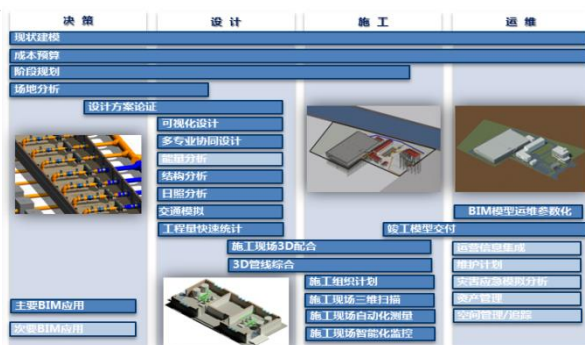 决 策 设 计 施 工 运 维
现状建模
成本预算
阶段规划
场地分析
设计方案论证
可视化设计
多专业协同设计
能量分析
结构分析
日照分析
交通模拟
工程量快速统计
BIM模型运维参数化
竣工模型交付
施工现场3D配合
运营信息集成
3D管线综合
维护计划
施工组织计划
灾害应急模拟分析
施工现场三维扫描
资产管理
施工现场自动化测量
空间管理/追踪
施工现场智能化监控
主要BIM应用
次要BIM应用